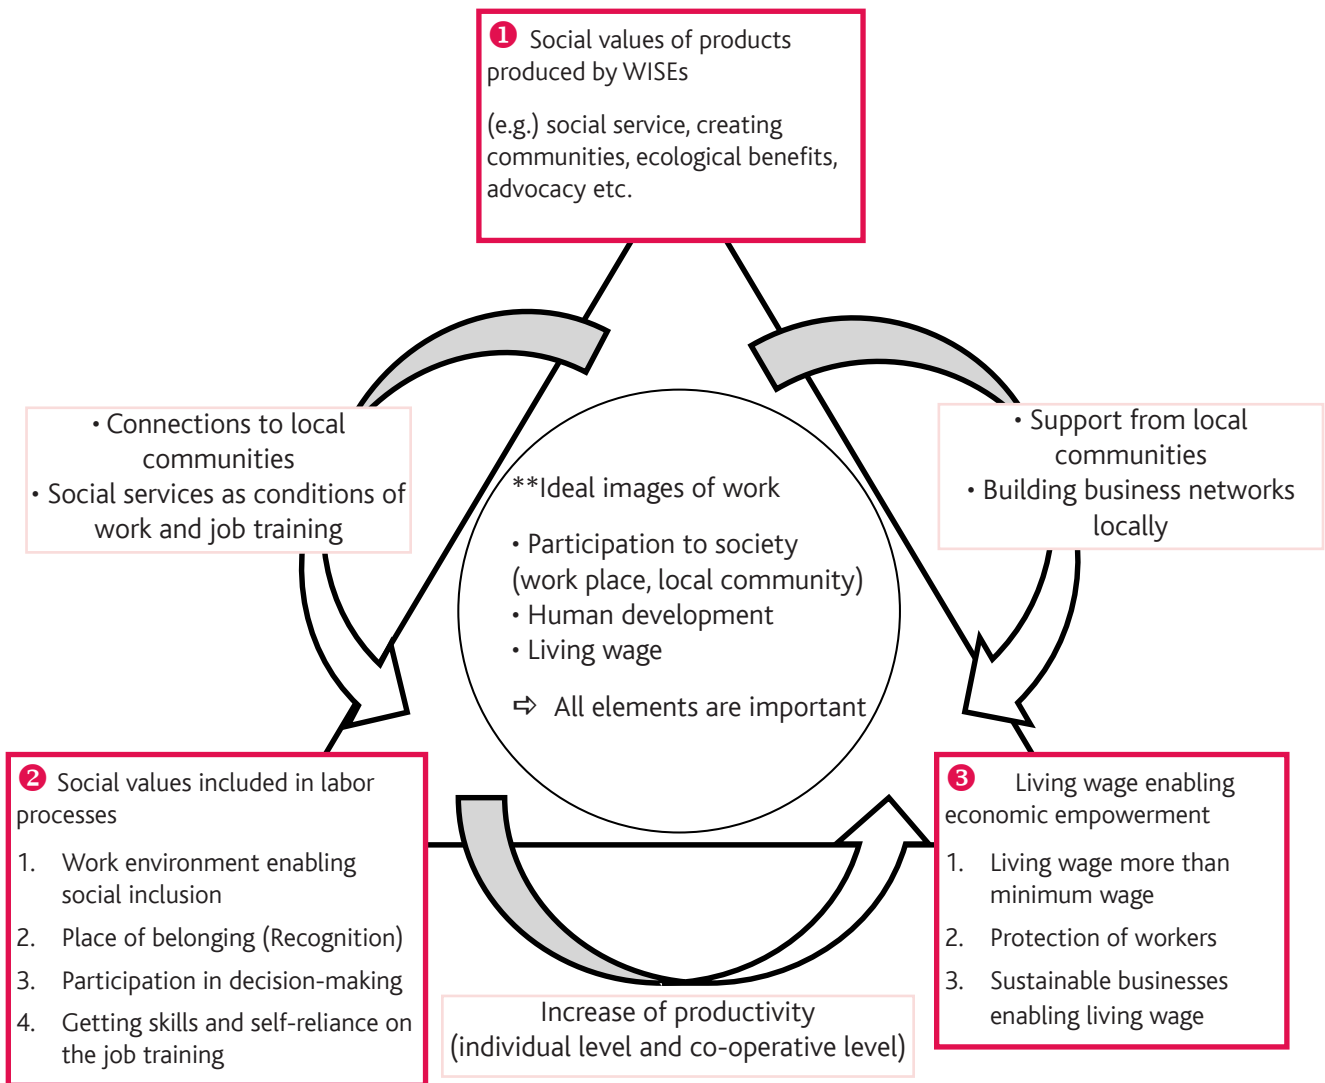 ❶ Social values of products
produced by WISEs
(e.g.) social service, creating
communities, ecological benefits,
advocacy etc.
• Connections to local
communities
• Social services as conditions of
work and job training
• Support from local
communities
• Building business networks
locally
**Ideal images of work
• Participation to society
(work place, local community)
• Human development
• Living wage
⇨ All elements are important
❷ Social values included in labor
processes
1. Work environment enabling
social inclusion
2. Place of belonging (Recognition)
3. Participation in decision-making
4. Getting skills and self-reliance on
the job training
❸ Living wage enabling
economic empowerment
1. Living wage more than
minimum wage
2. Protection of workers
3. Sustainable businesses
enabling living wage
Increase of productivity
(individual level and co-operative level)